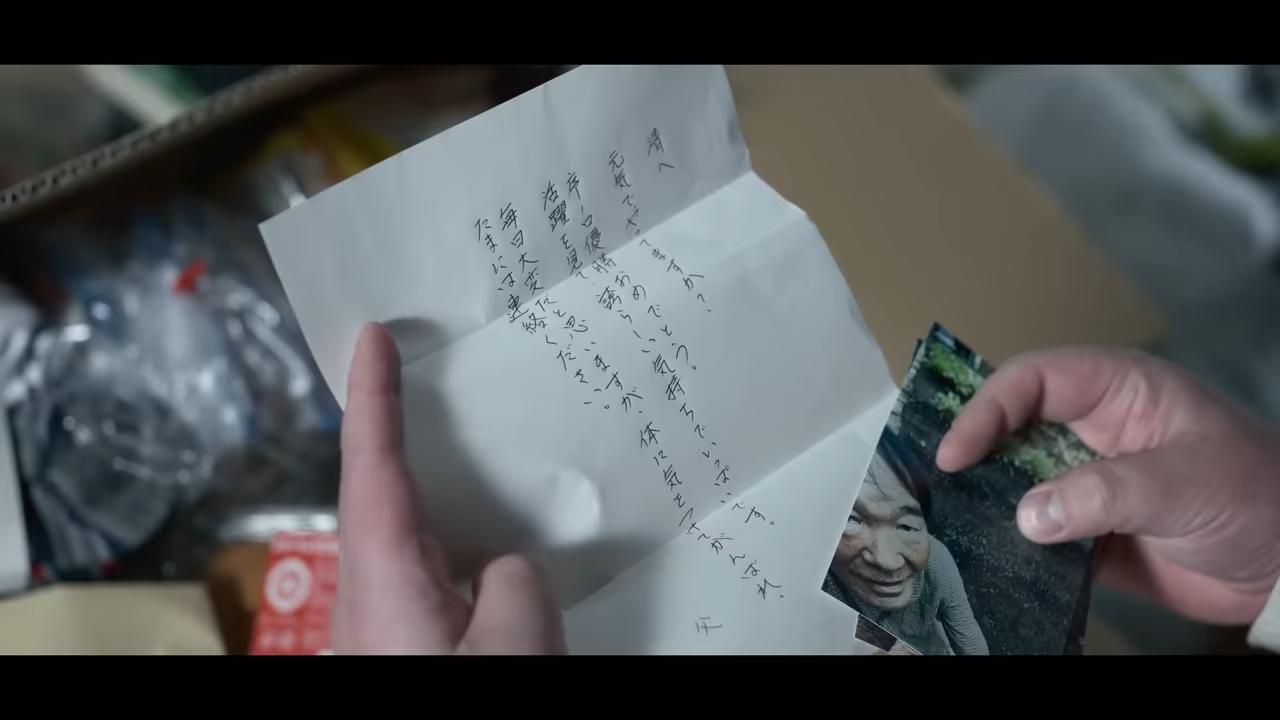 清へ
元気でやってますか?
序ノ口優勝おめでとう。
活躍を見て誇らしい気持ちでいっぱいです。
毎日大変だと思いますが、体に気をつけてがんばれ。
たまには連絡ください。